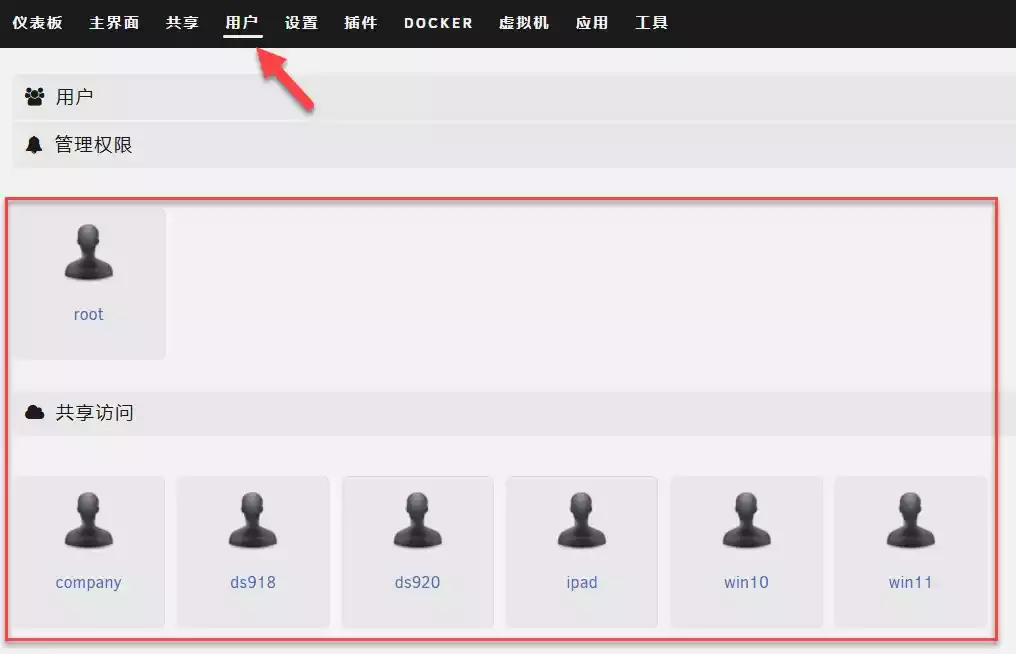 仪表板 主界面 共享 用户 设置 插件 DOCKER 虚拟机 应用 工具
用户
管理权限
root
共享访问
company ds918 ds920 ipad win10 win11